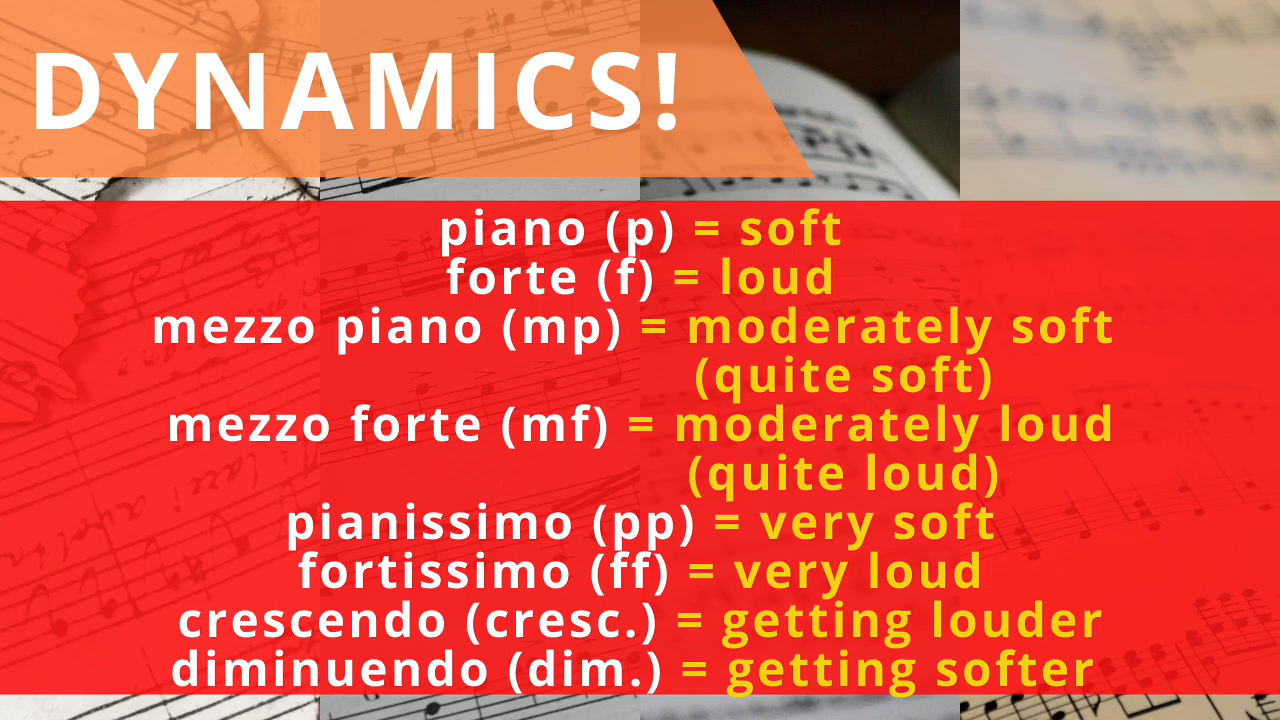 DYNAMICS!
piano (p) = soft
forte (f) = loud
mezzo piano (mp) = moderately soft
(quite soft)
mezzo forte (mf) = moderately loud
(quite loud)
pianissimo (pp) = very soft
fortissimo (ff) = very loud
crescendo (cresc.) = getting louder
diminuendo (dim.) = getting softer